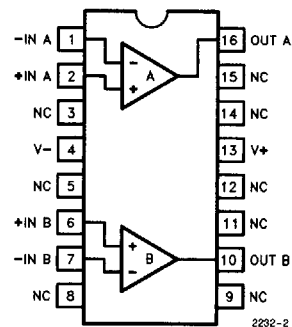 −IN A 1 16 OUT A
− A +
+IN A 2 15 NC
NC 3 14 NC
V− 4 13 V+
NC 5 12 NC
+IN B 6 11 NC
+ B −
−IN B 7 10 OUT B
NC 8 9 NC
2232-2